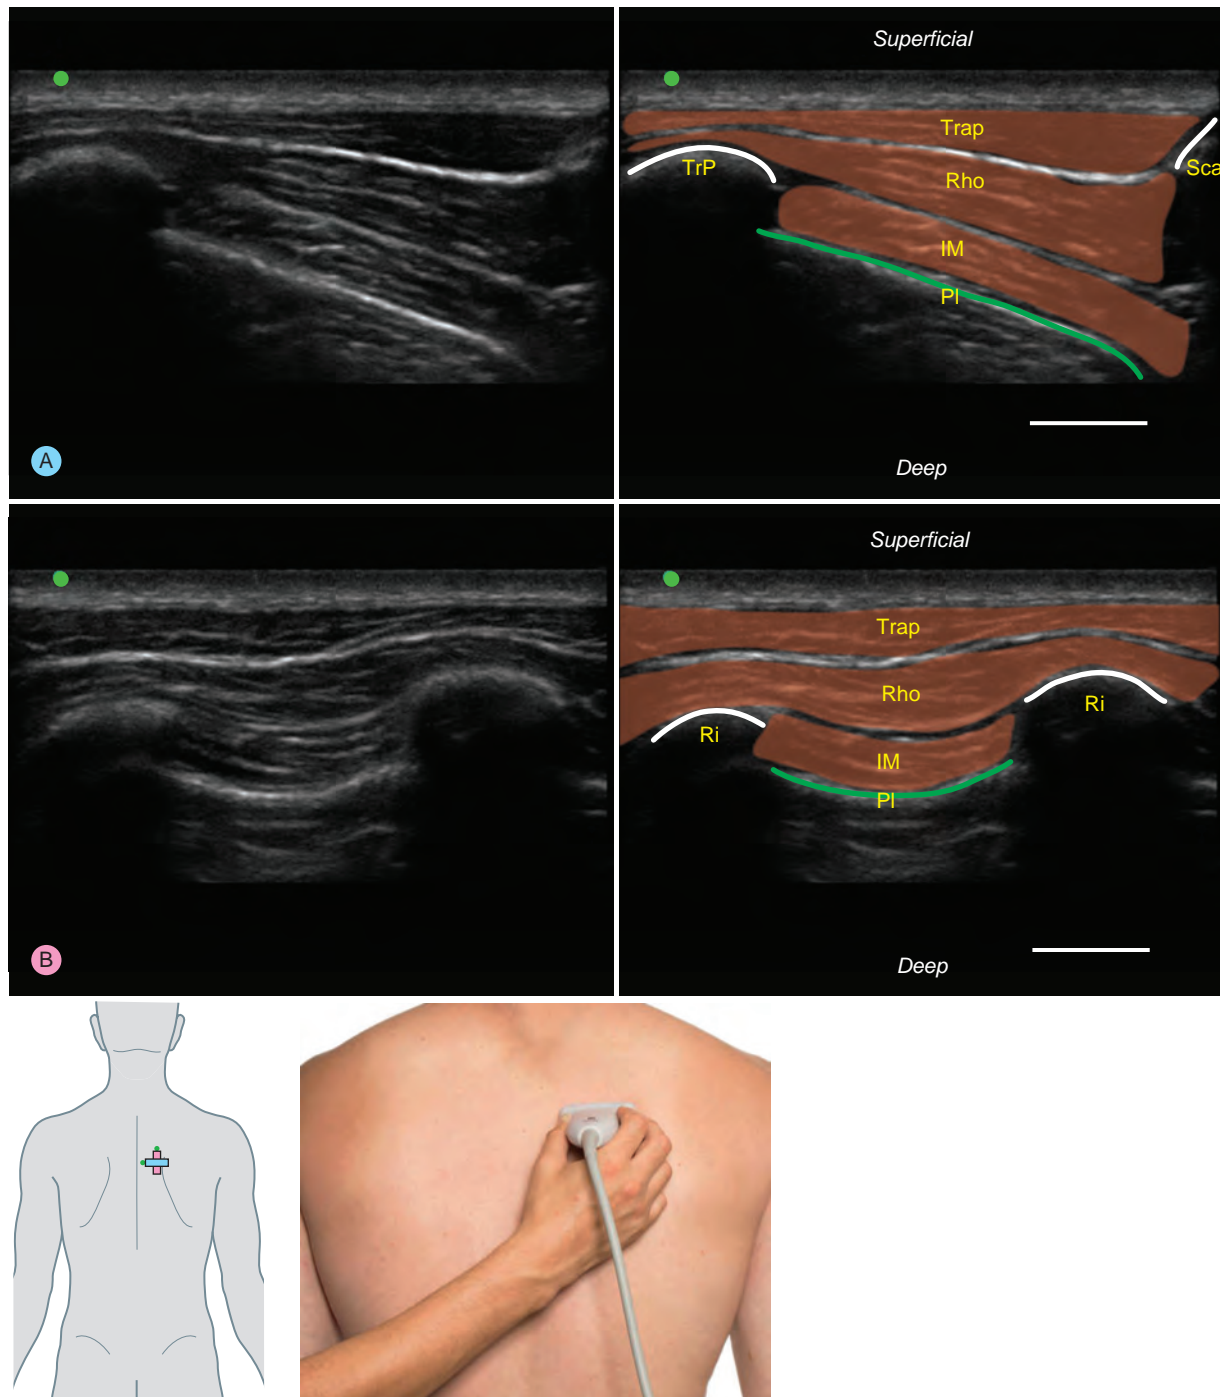 Superficial
Trap
TrP
Rho
Sca
IM
Pl
A
Deep
Superficial
Trap
Rho
Ri
Ri
IM
Pl
B
Deep